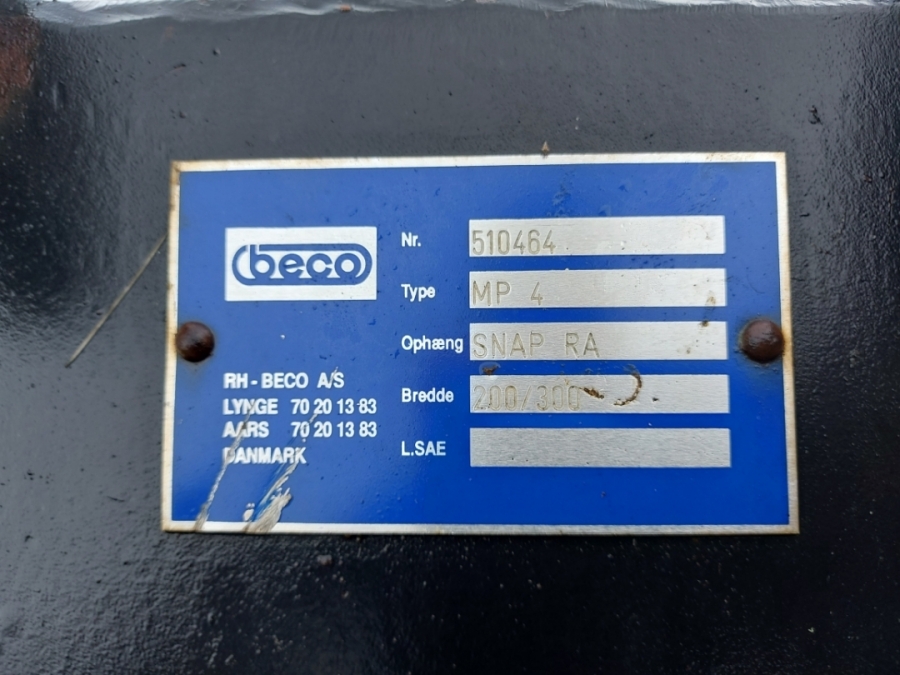 beco
Nr. 510464
Type MP 4
Ophæng SNAP RA
Bredde 200/300
L.SAE
RH-BECO A/S
LYNGE 70 20 13 83
AARS 70 20 13 83
DANMARK